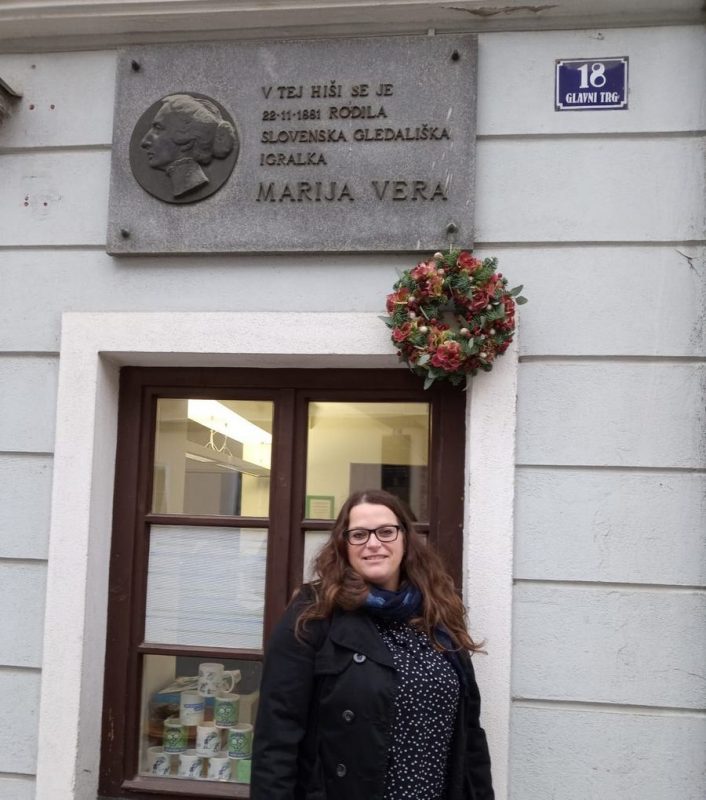 V TEJ HIŠI SE JE
22·11·1881 RODILA
SLOVENSKA GLEDALIŠKA
IGRALKA
MARIJA VERA
18
GLAVNI TRG